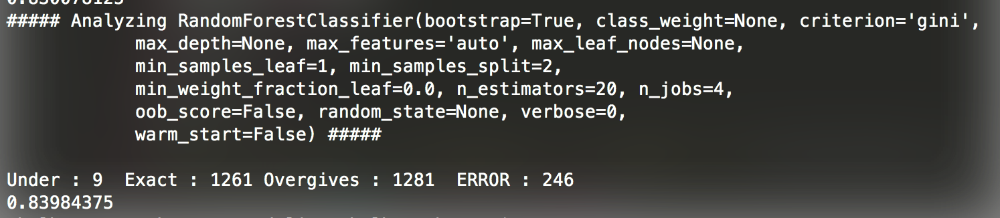 0.830078125
##### Analyzing RandomForestClassifier(bootstrap=True, class_weight=None, criterion='gini',
max_depth=None, max_features='auto', max_leaf_nodes=None,
min_samples_leaf=1, min_samples_split=2,
min_weight_fraction_leaf=0.0, n_estimators=20, n_jobs=4,
oob_score=False, random_state=None, verbose=0,
warm_start=False) #####
Under : 9  Exact : 1261 Overgives : 1281  ERROR : 246
0.83984375